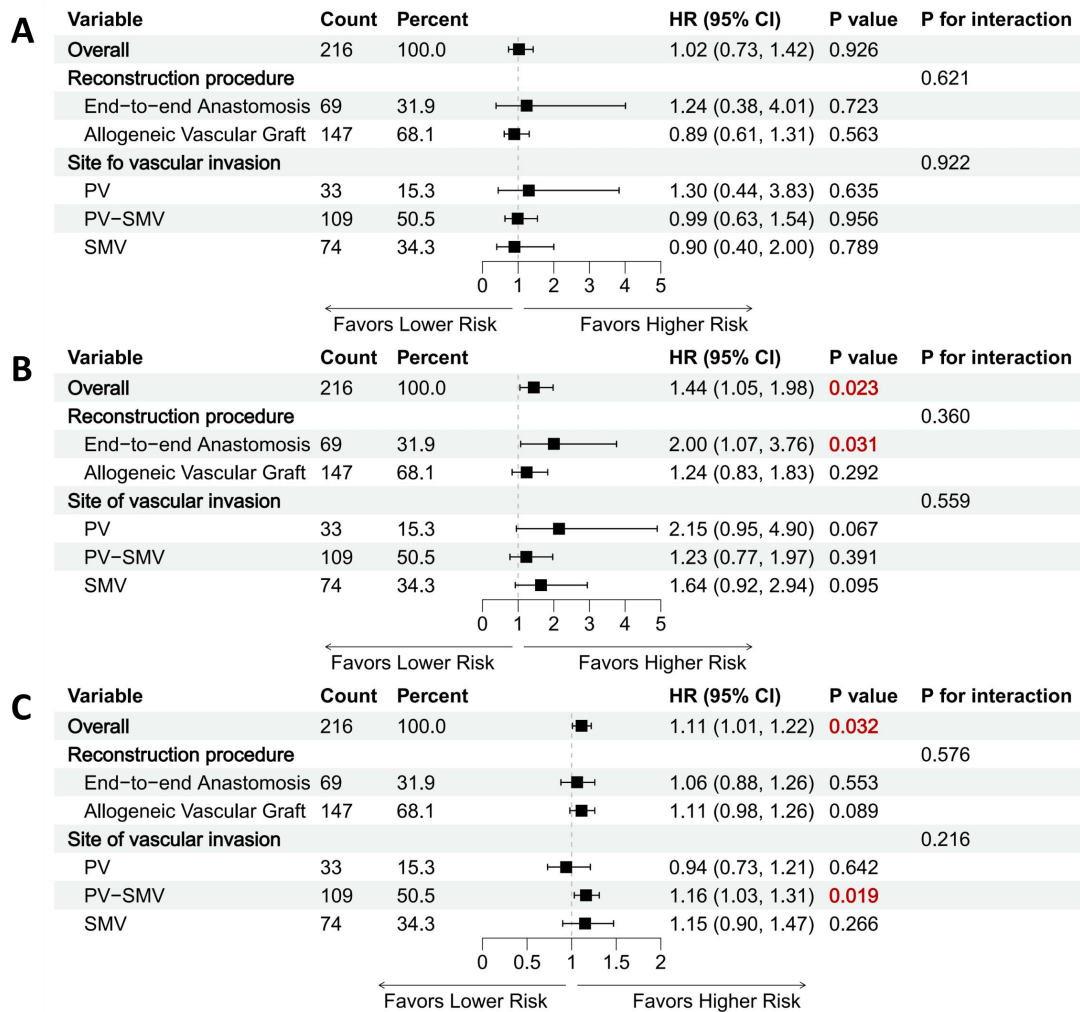 A
Variable Count Percent HR (95% CI) P value P for interaction
Overall 216 100.0 1.02 (0.73, 1.42) 0.926
Reconstruction procedure 0.621
End−to−end Anastomosis 69 31.9 1.24 (0.38, 4.01) 0.723
Allogeneic Vascular Graft 147 68.1 0.89 (0.61, 1.31) 0.563
Site fo vascular invasion 0.922
PV 33 15.3 1.30 (0.44, 3.83) 0.635
PV−SMV 109 50.5 0.99 (0.63, 1.54) 0.956
SMV 74 34.3 0.90 (0.40, 2.00) 0.789
0 1 2 3 4 5
Favors Lower Risk Favors Higher Risk
B
Variable Count Percent HR (95% CI) P value P for interaction
Overall 216 100.0 1.44 (1.05, 1.98) 0.023
Reconstruction procedure 0.360
End−to−end Anastomosis 69 31.9 2.00 (1.07, 3.76) 0.031
Allogeneic Vascular Graft 147 68.1 1.24 (0.83, 1.83) 0.292
Site of vascular invasion 0.559
PV 33 15.3 2.15 (0.95, 4.90) 0.067
PV−SMV 109 50.5 1.23 (0.77, 1.97) 0.391
SMV 74 34.3 1.64 (0.92, 2.94) 0.095
0 1 2 3 4 5
Favors Lower Risk Favors Higher Risk
C
Variable Count Percent HR (95% CI) P value P for interaction
Overall 216 100.0 1.11 (1.01, 1.22) 0.032
Reconstruction procedure 0.576
End−to−end Anastomosis 69 31.9 1.06 (0.88, 1.26) 0.553
Allogeneic Vascular Graft 147 68.1 1.11 (0.98, 1.26) 0.089
Site of vascular invasion 0.216
PV 33 15.3 0.94 (0.73, 1.21) 0.642
PV−SMV 109 50.5 1.16 (1.03, 1.31) 0.019
SMV 74 34.3 1.15 (0.90, 1.47) 0.266
0 0.5 1 1.5 2
Favors Lower Risk Favors Higher Risk